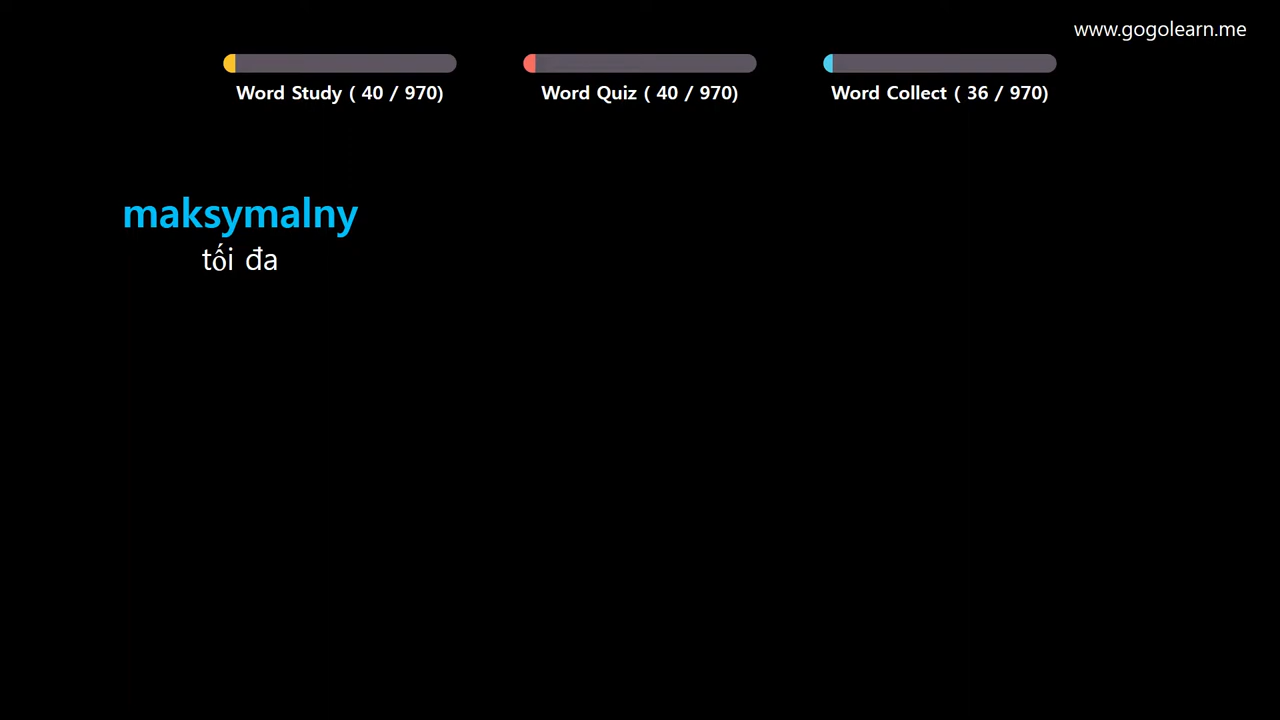 www.gogolearn.me
Word Study ( 40 / 970)
Word Quiz ( 40 / 970)
Word Collect ( 36 / 970)
maksymalny
tối đa